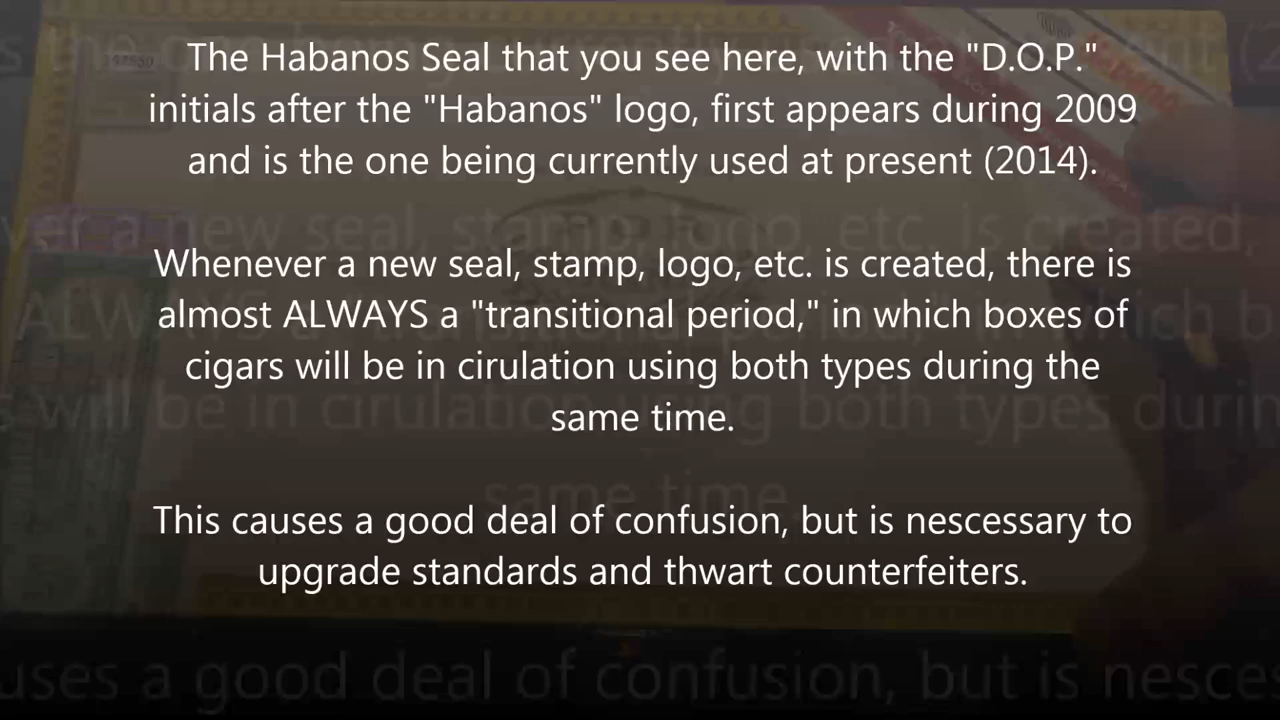 The Habanos Seal that you see here, with the "D.O.P."
initials after the "Habanos" logo, first appears during 2009
and is the one being currently used at present (2014).
Whenever a new seal, stamp, logo, etc. is created, there is
almost ALWAYS a "transitional period," in which boxes of
cigars will be in cirulation using both types during the
same time.
This causes a good deal of confusion, but is nescessary to
upgrade standards and thwart counterfeiters.